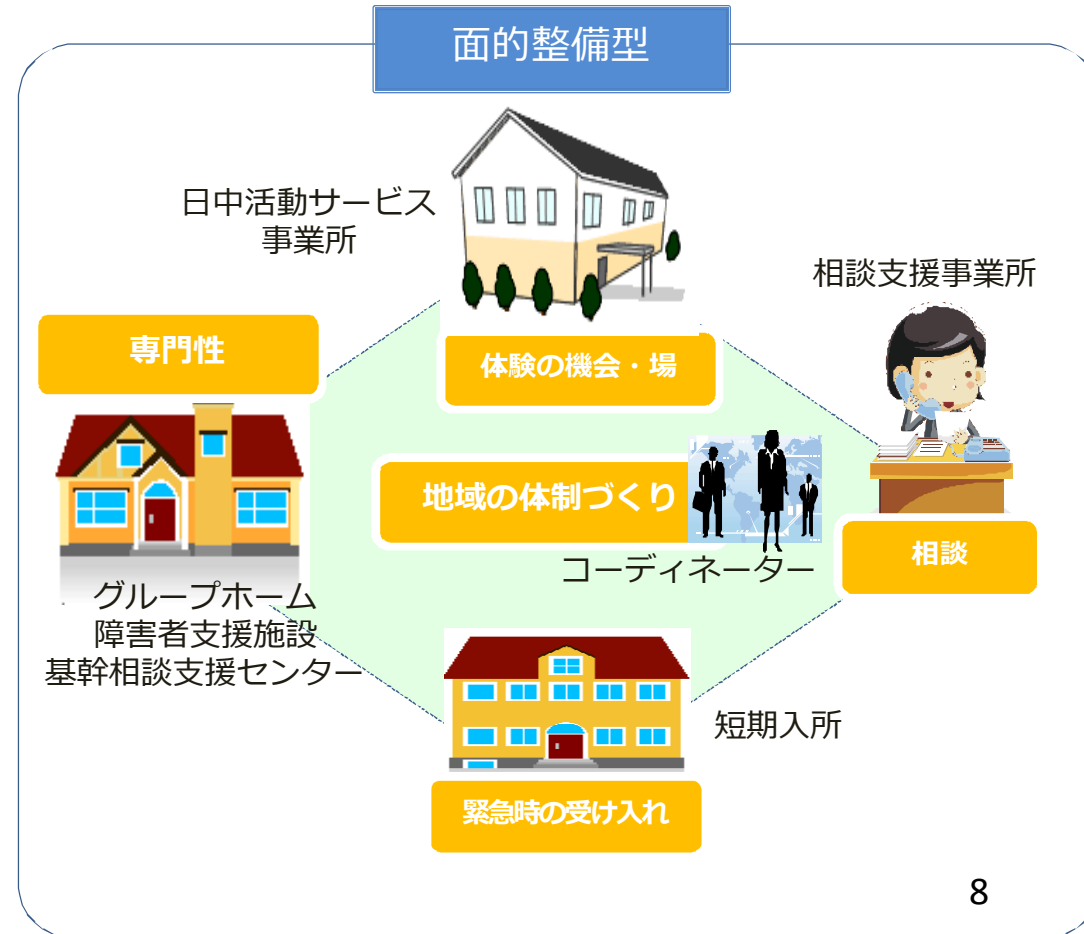 面的整備型
日中活動サービス
事業所
相談支援事業所
専門性
体験の機会・場
地域の体制づくり
コーディネーター
相談
グループホーム
障害者支援施設
基幹相談支援センター
短期入所
緊急時の受け入れ
8